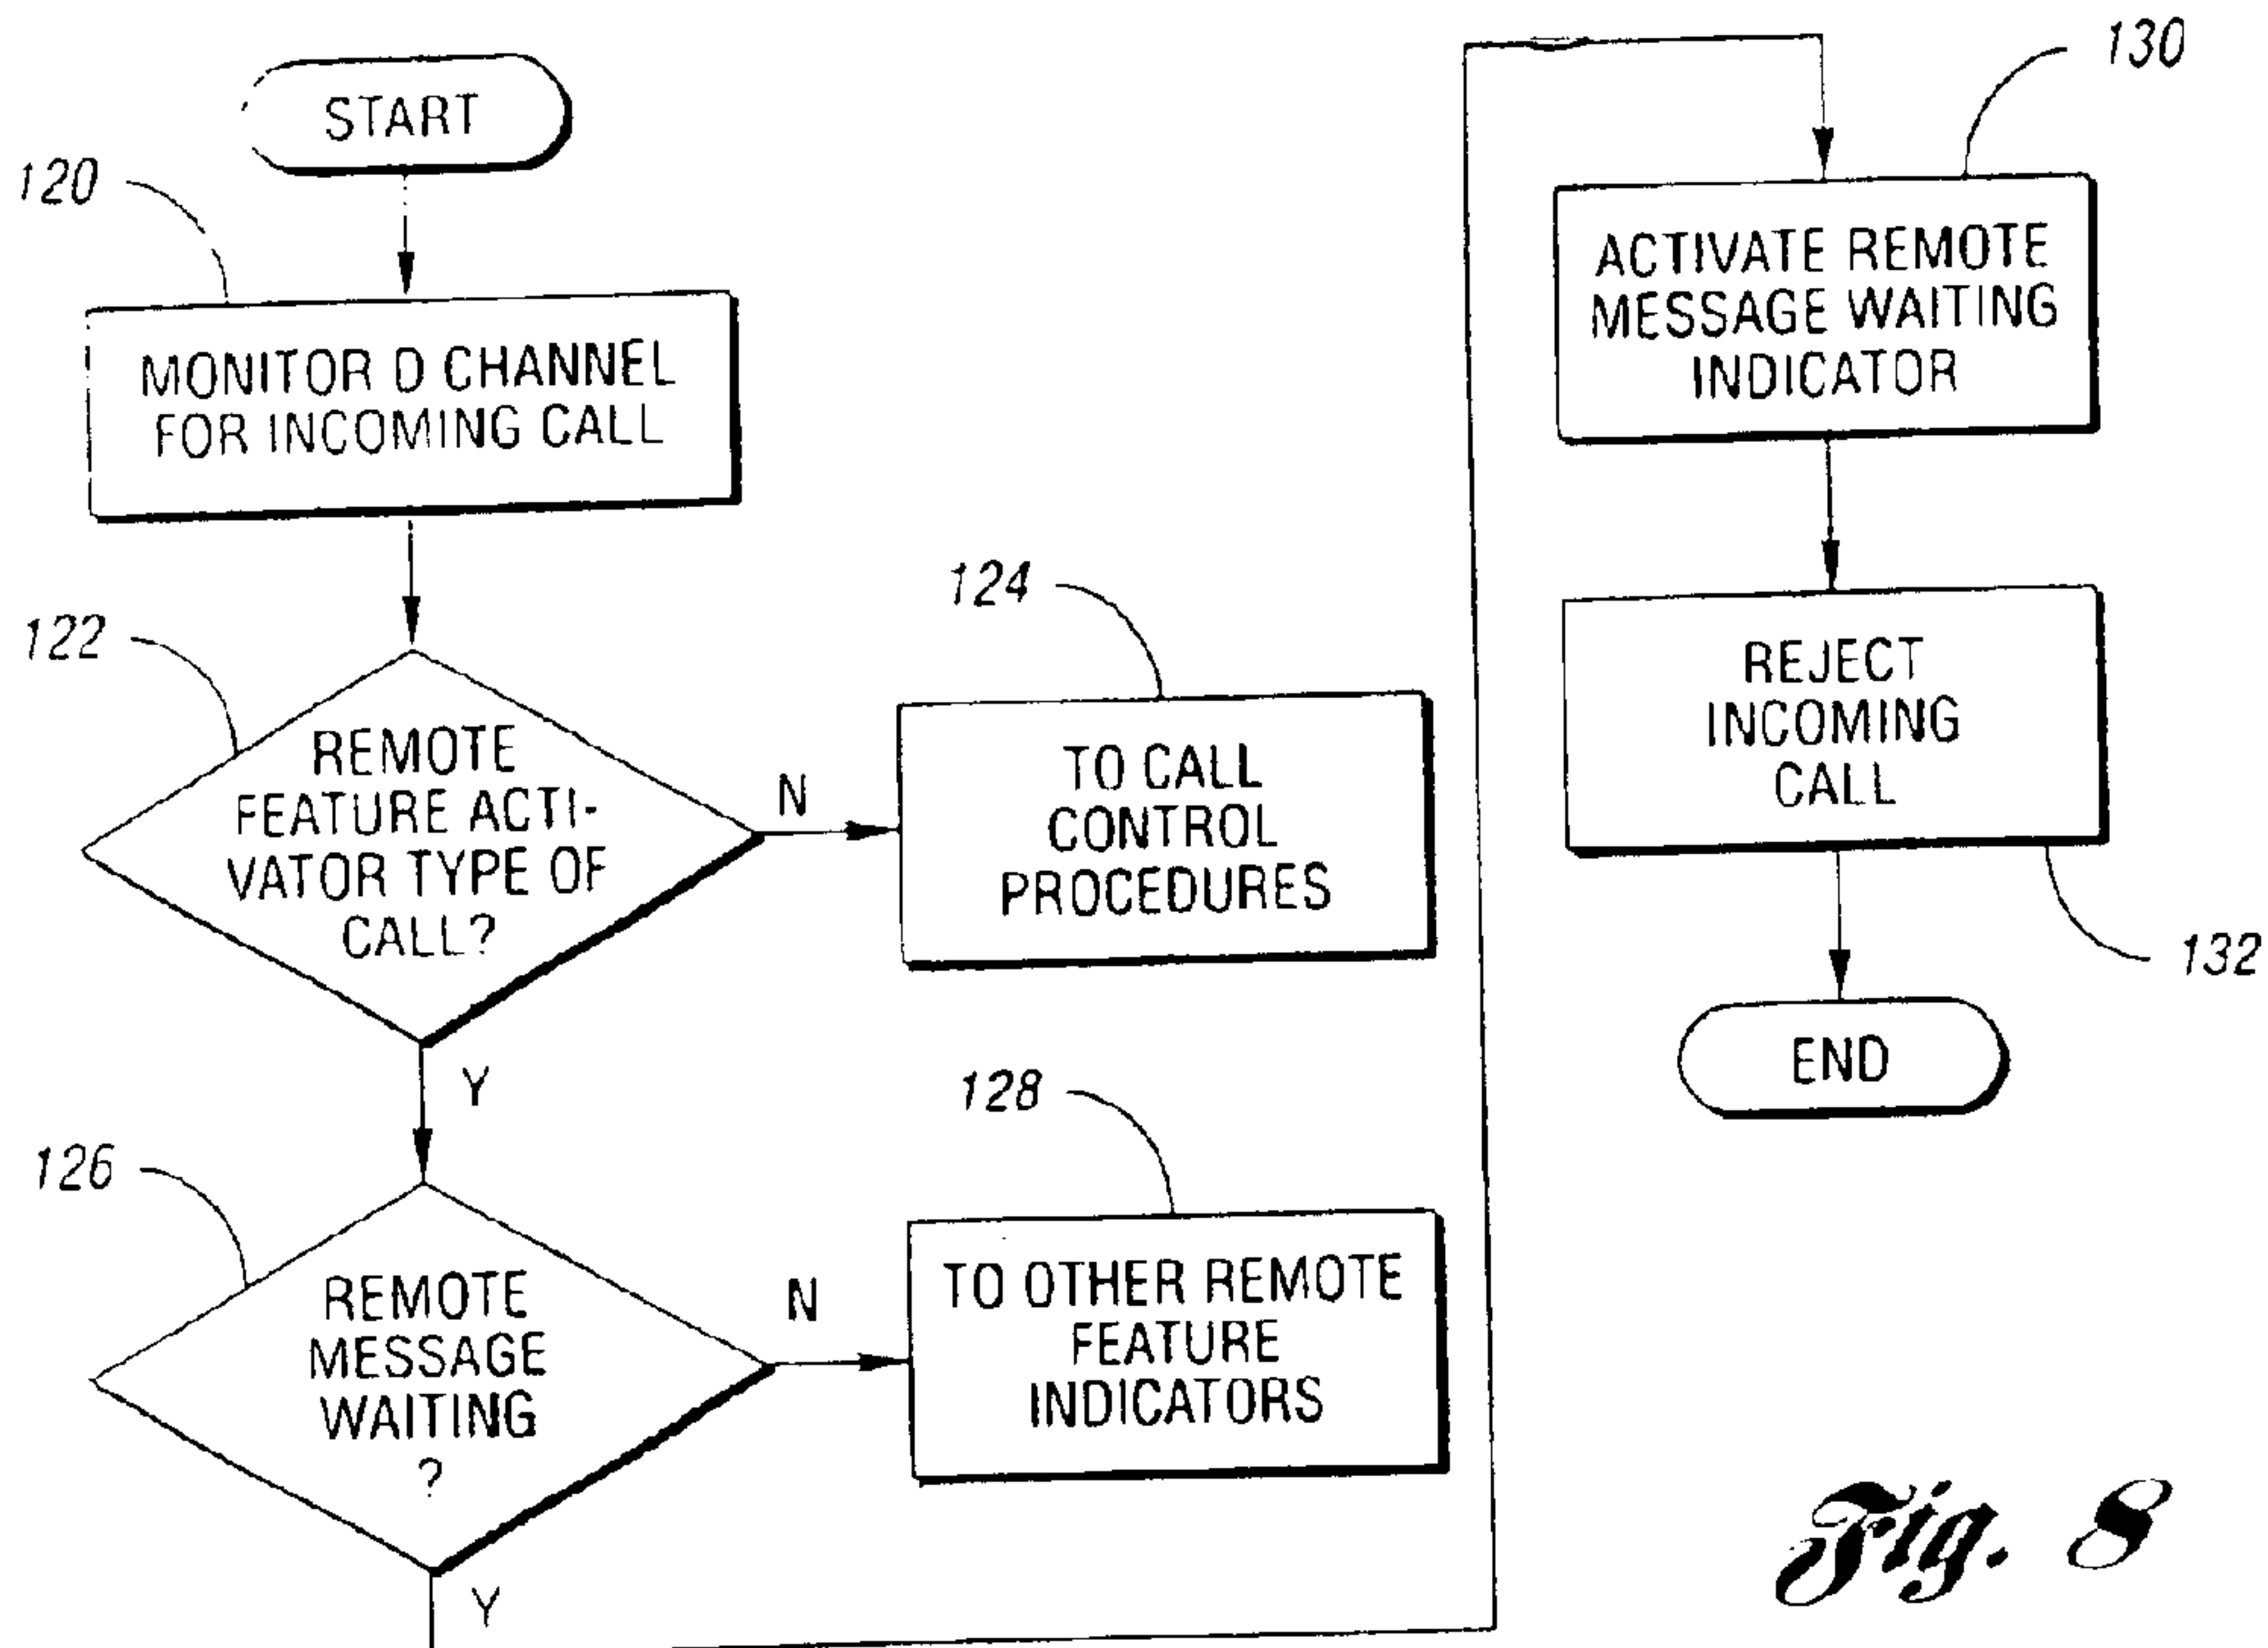 START
120
MONITOR D CHANNEL
FOR INCOMING CALL
122
REMOTE
FEATURE ACTI-
VATOR TYPE OF
CALL?
N
124
TO CALL
CONTROL
PROCEDURES
Y
126
REMOTE
MESSAGE
WAITING
?
N
128
TO OTHER REMOTE
FEATURE
INDICATORS
Y
130
ACTIVATE REMOTE
MESSAGE WAITING
INDICATOR
REJECT
INCOMING
CALL
132
END
Fig. 8